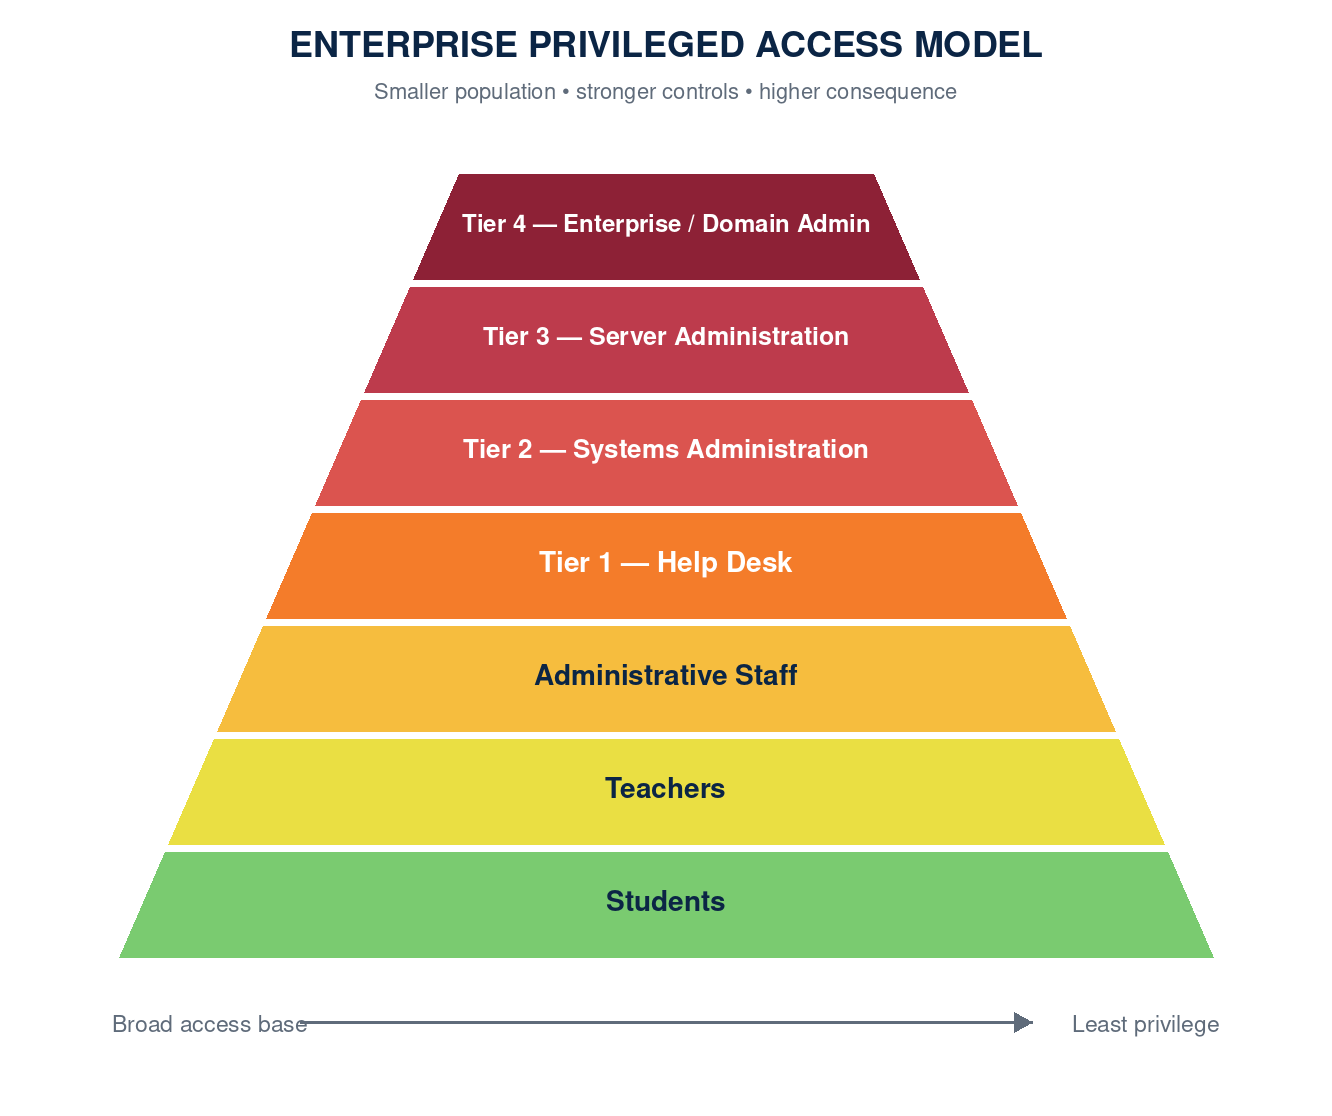 ENTERPRISE PRIVILEGED ACCESS MODEL
Smaller population • stronger controls • higher consequence
Tier 4 — Enterprise / Domain Admin
Tier 3 — Server Administration
Tier 2 — Systems Administration
Tier 1 — Help Desk
Administrative Staff
Teachers
Students
Broad access base
Least privilege